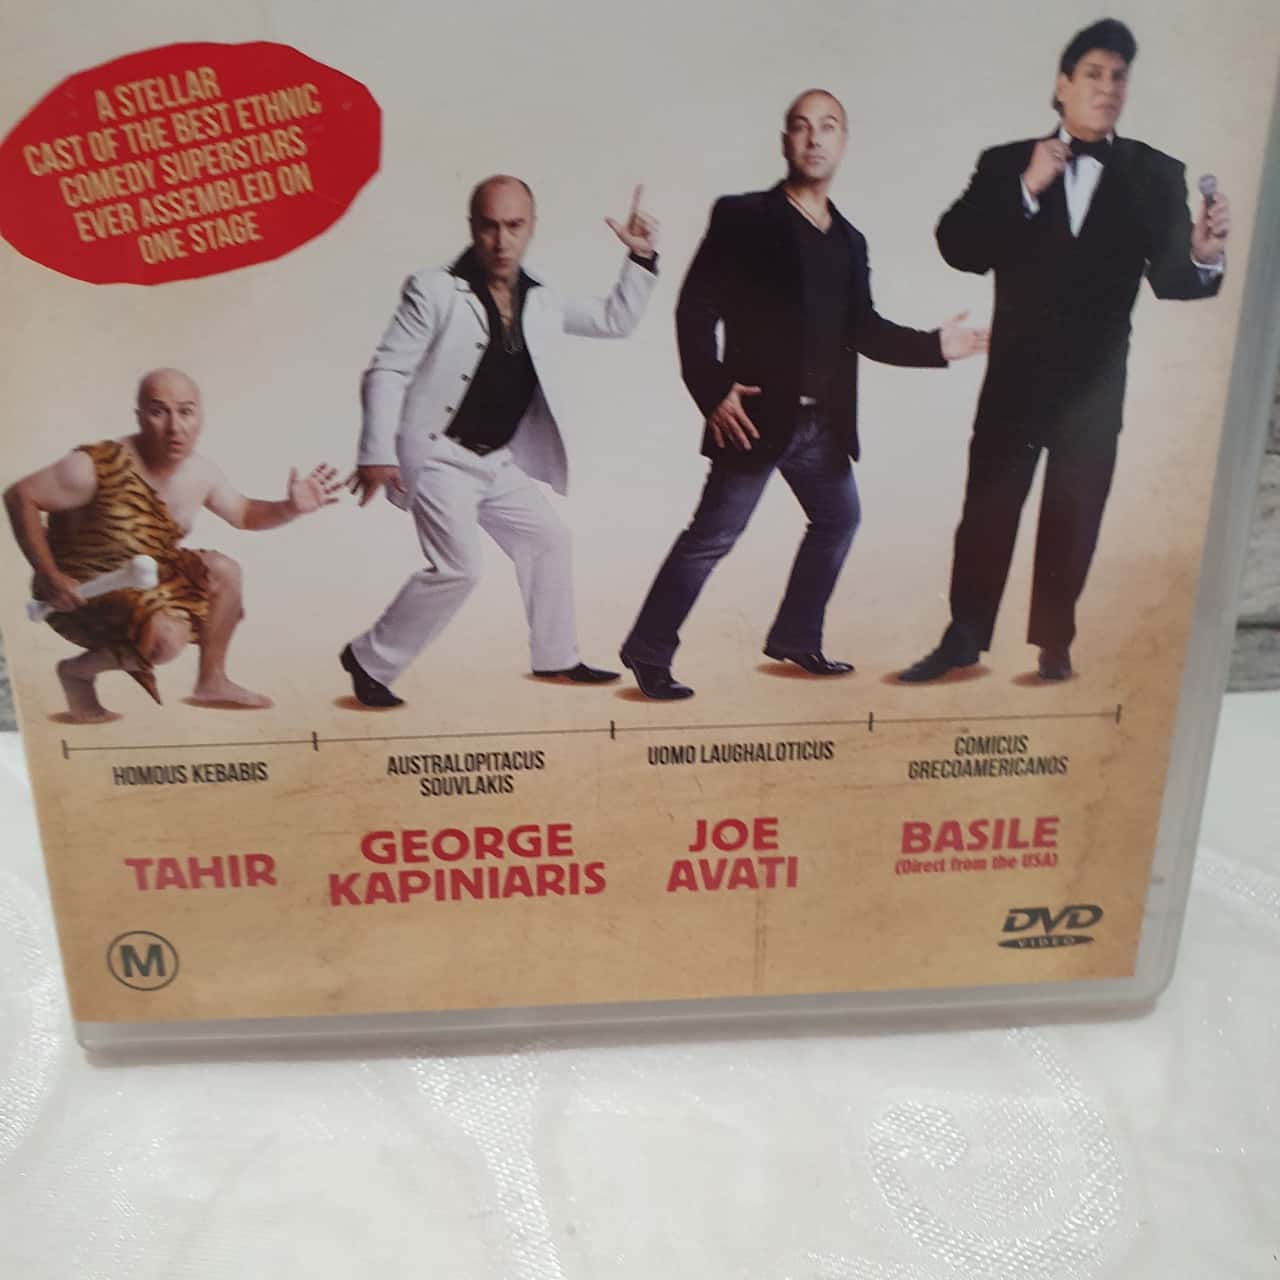 A STELLAR
CAST OF THE BEST ETHNIC
COMEDY SUPERSTARS
EVER ASSEMBLED ON
ONE STAGE
HOMOUS KEBABIS
TAHIR
AUSTRALOPITACUS
SOUVLAKIS
GEORGE
KAPINIARIS
UOMO LAUGHALOTICUS
JOE
AVATI
COMICUS
GRECOAMERICANOS
BASILE
(Direct from the USA)
M
DVD
VIDEO